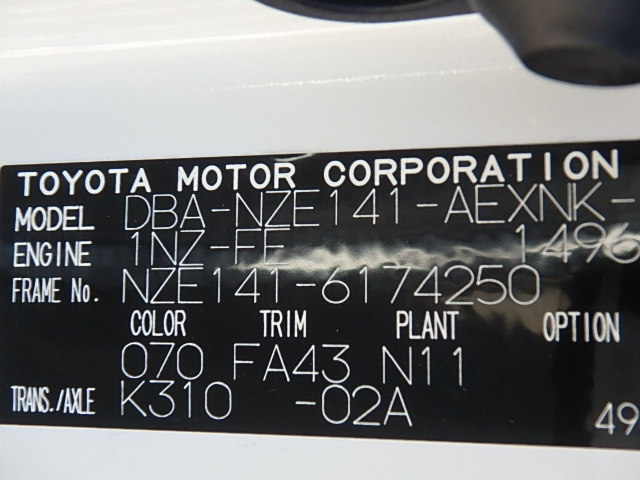 TOYOTA MOTOR CORPORATION
MODEL DBA-NZE141-AEXNK-
ENGINE 1NZ-FE 1496
FRAME No. NZE141-6174250
COLOR TRIM PLANT OPTION
070 FA43 N11
TRANS./AXLE K310 -02A
49